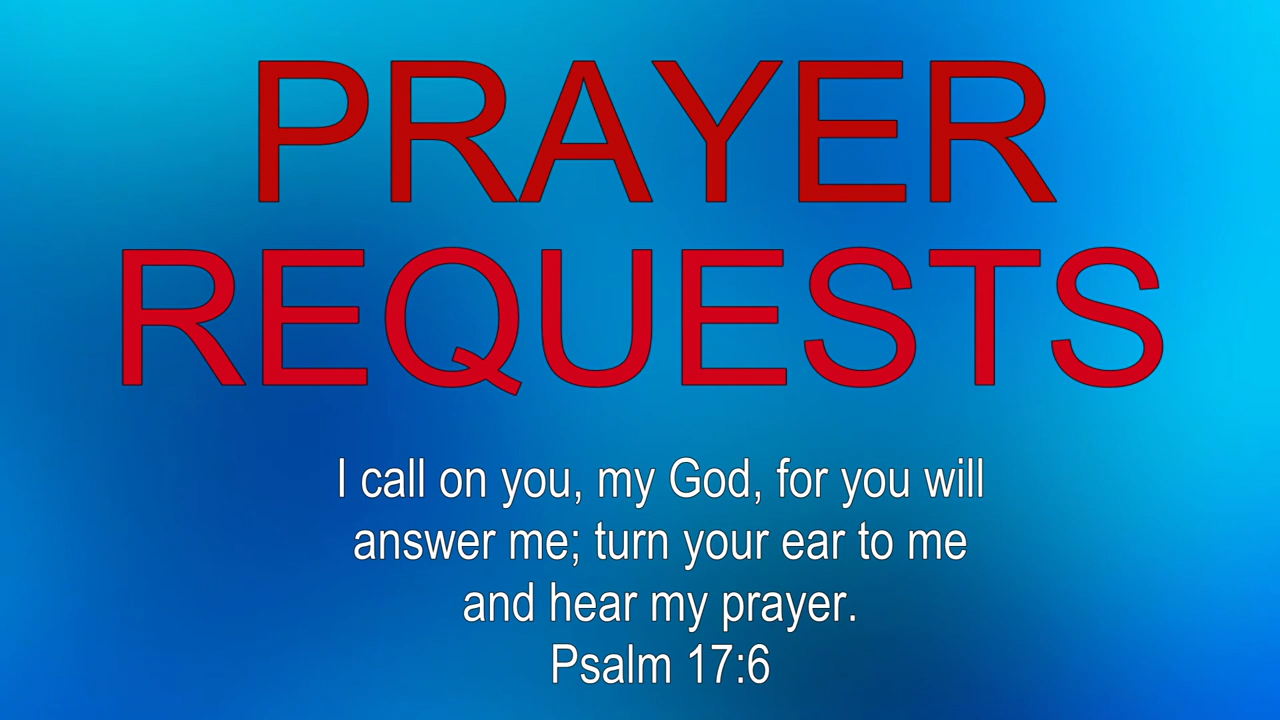 PRAYER
REQUESTS
I call on you, my God, for you will
answer me; turn your ear to me
and hear my prayer.
Psalm 17:6